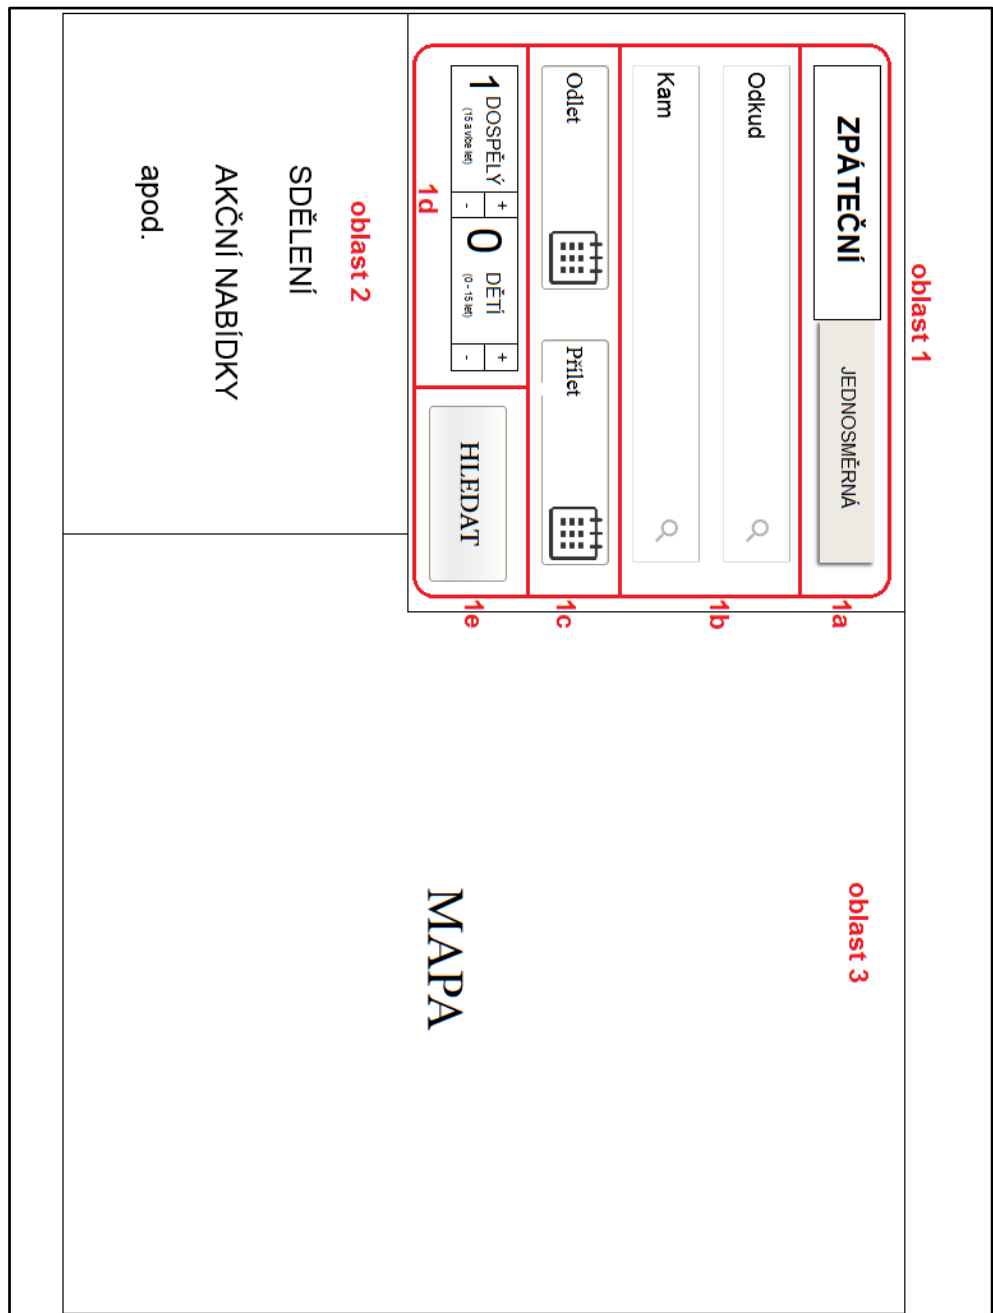 oblast 1
oblast 3
ZPÁTEČNÍ
JEDNOSMĚRNÁ
1a
Odkud
Kam
1b
Odlet
Přílet
1c
1 DOSPĚLÝ
(15 a více let)
+
-
0 DĚTÍ
(0 - 15 let)
+
-
HLEDAT
1d
1e
MAPA
oblast 2
SDĚLENÍ
AKČNÍ NABÍDKY
apod.